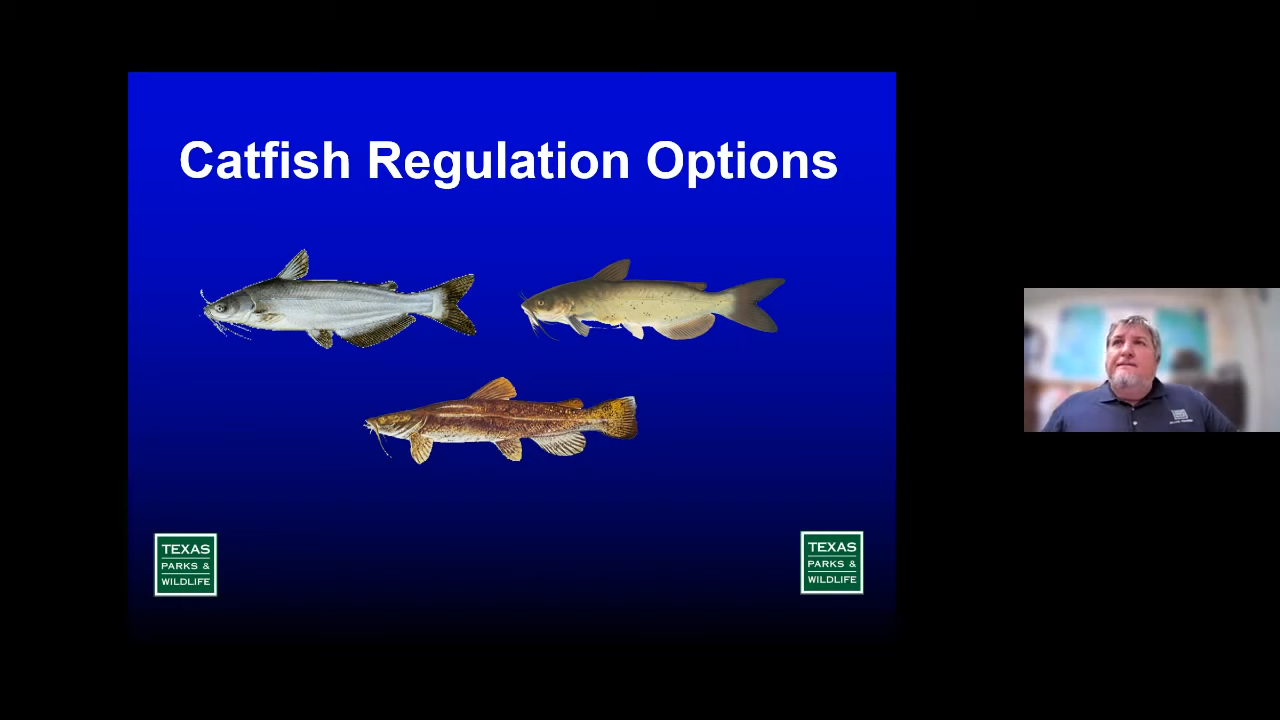 Catfish Regulation Options
TEXAS
PARKS &
WILDLIFE
TEXAS
PARKS &
WILDLIFE